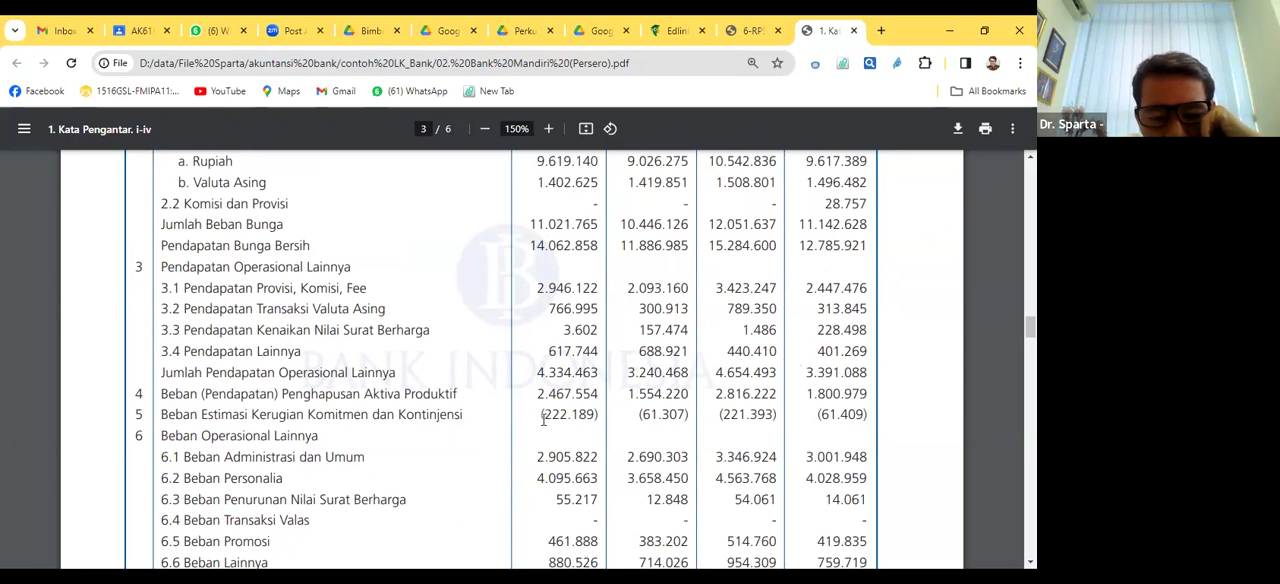 Inbox
AK61
(6) W
Post
Bimb
Goog
Perku
Goog
Edlin
6-RPS
1. Kat
File
D:/data/File%20Sparta/akuntansi%20bank/contoh%20LK_Bank/02.%20Bank%20Mandiri%20(Persero).pdf
Facebook
1516GSL-FMIPA11:...
YouTube
Maps
Gmail
(61) WhatsApp
New Tab
All Bookmarks
1. Kata Pengantar. i-iv
3 / 6
150%
Dr. Sparta -
a. Rupiah 9.619.140 9.026.275 10.542.836 9.617.389
b. Valuta Asing 1.402.625 1.419.851 1.508.801 1.496.482
2.2 Komisi dan Provisi - - - 28.757
Jumlah Beban Bunga 11.021.765 10.446.126 12.051.637 11.142.628
Pendapatan Bunga Bersih 14.062.858 11.886.985 15.284.600 12.785.921
3 Pendapatan Operasional Lainnya
3.1 Pendapatan Provisi, Komisi, Fee 2.946.122 2.093.160 3.423.247 2.447.476
3.2 Pendapatan Transaksi Valuta Asing 766.995 300.913 789.350 313.845
3.3 Pendapatan Kenaikan Nilai Surat Berharga 3.602 157.474 1.486 228.498
3.4 Pendapatan Lainnya 617.744 688.921 440.410 401.269
BANK INDONESIA
Jumlah Pendapatan Operasional Lainnya 4.334.463 3.240.468 4.654.493 3.391.088
4 Beban (Pendapatan) Penghapusan Aktiva Produktif 2.467.554 1.554.220 2.816.222 1.800.979
5 Beban Estimasi Kerugian Komitmen dan Kontinjensi (222.189) (61.307) (221.393) (61.409)
6 Beban Operasional Lainnya
6.1 Beban Administrasi dan Umum 2.905.822 2.690.303 3.346.924 3.001.948
6.2 Beban Personalia 4.095.663 3.658.450 4.563.768 4.028.959
6.3 Beban Penurunan Nilai Surat Berharga 55.217 12.848 54.061 14.061
6.4 Beban Transaksi Valas - - - -
6.5 Beban Promosi 461.888 383.202 514.760 419.835
6.6 Beban Lainnya 880.526 714.026 954.309 759.719